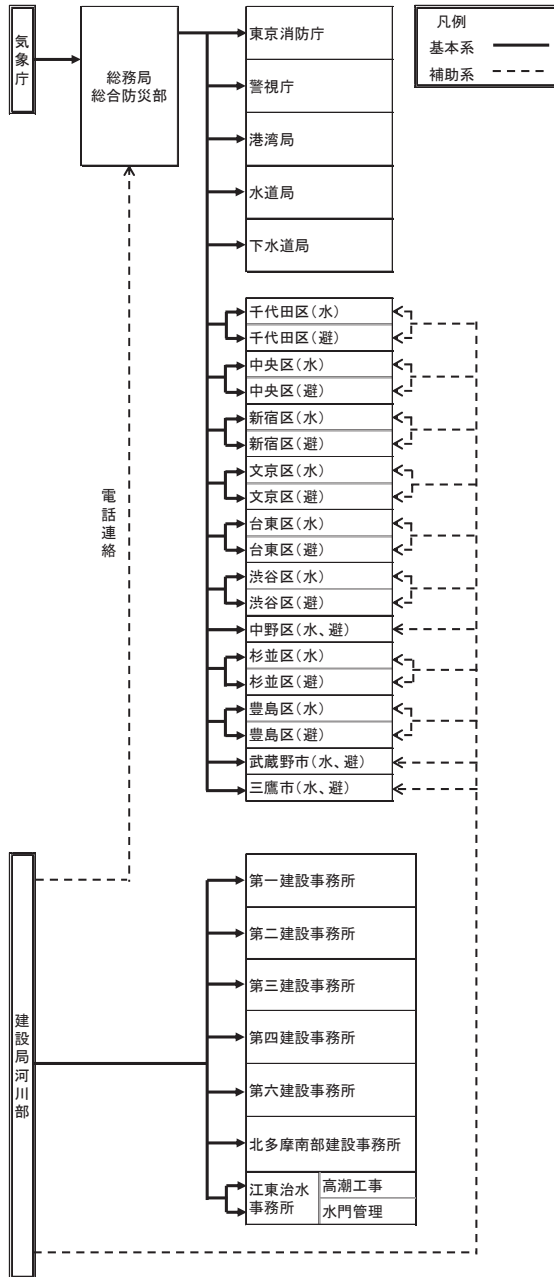 気象庁
総務局
総合防災部
東京消防庁
警視庁
港湾局
水道局
下水道局
凡例
基本系
補助系
千代田区(水)
千代田区(避)
中央区(水)
中央区(避)
新宿区(水)
新宿区(避)
文京区(水)
文京区(避)
台東区(水)
台東区(避)
渋谷区(水)
渋谷区(避)
中野区(水、避)
杉並区(水)
杉並区(避)
豊島区(水)
豊島区(避)
武蔵野市(水、避)
三鷹市(水、避)
電話連絡
建設局河川部
第一建設事務所
第二建設事務所
第三建設事務所
第四建設事務所
第六建設事務所
北多摩南部建設事務所
江東治水
事務所
高潮工事
水門管理